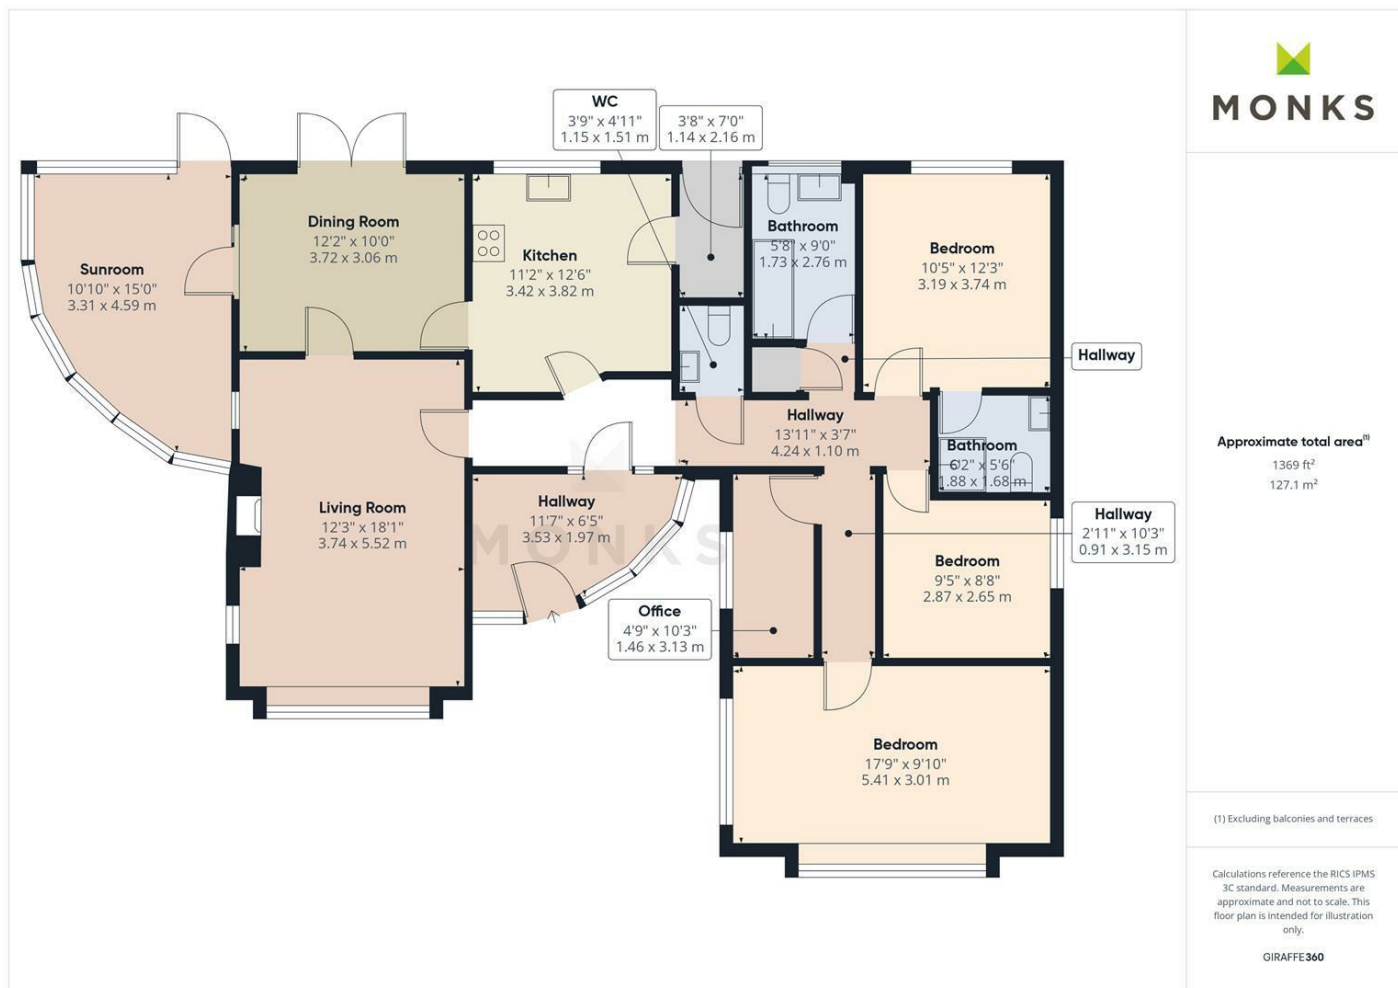 WC
3'9" x 4'11"
1.15 x 1.51 m
3'8" x 7'0"
1.14 x 2.16 m
Dining Room
12'2" x 10'0"
3.72 x 3.06 m
Kitchen
11'2" x 12'6"
3.42 x 3.82 m
Bathroom
5'8" x 9'0"
1.73 x 2.76 m
Bedroom
10'5" x 12'3"
3.19 x 3.74 m
Sunroom
10'10" x 15'0"
3.31 x 4.59 m
Hallway
Hallway
13'11" x 3'7"
4.24 x 1.10 m
Bathroom
6'2" x 5'6"
1.88 x 1.68 m
Living Room
12'3" x 18'1"
3.74 x 5.52 m
Hallway
11'7" x 6'5"
3.53 x 1.97 m
MONKS
Hallway
2'11" x 10'3"
0.91 x 3.15 m
Bedroom
9'5" x 8'8"
2.87 x 2.65 m
Office
4'9" x 10'3"
1.46 x 3.13 m
Bedroom
17'9" x 9'10"
5.41 x 3.01 m
MONKS
Approximate total area(1)
1369 ft²
127.1 m²
(1) Excluding balconies and terraces
Calculations reference the RICS IPMS
3C standard. Measurements are
approximate and not to scale. This
floor plan is intended for illustration
only.
GIRAFFE360